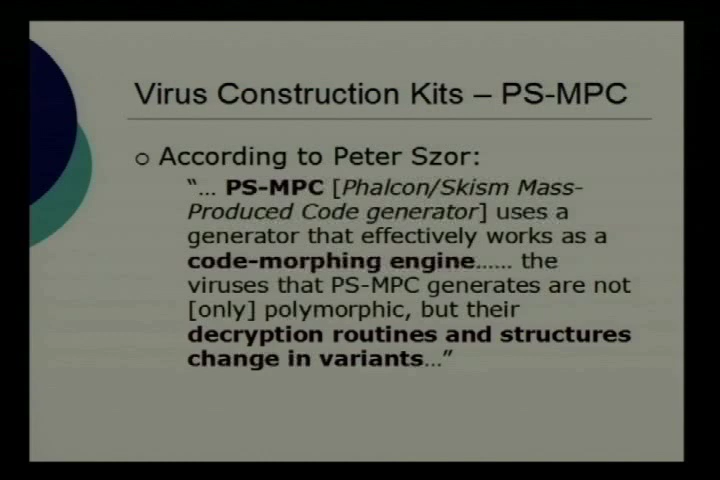 Virus Construction Kits – PS-MPC
According to Peter Szor:
“… PS-MPC [Phalcon/Skism Mass-
Produced Code generator] uses a
generator that effectively works as a
code-morphing engine…… the
viruses that PS-MPC generates are not
[only] polymorphic, but their
decryption routines and structures
change in variants…”